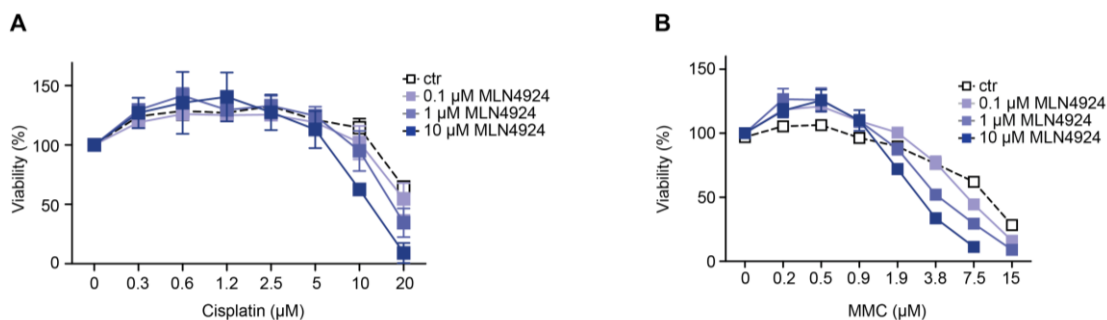 A
Viability (%)
150
100
50
0
0 0.3 0.6 1.2 2.5 5 10 20
Cisplatin (μM)
ctr
0.1 μM MLN4924
1 μM MLN4924
10 μM MLN4924
B
Viability (%)
150
100
50
0
0 0.2 0.5 0.9 1.9 3.8 7.5 15
MMC (μM)
ctr
0.1 μM MLN4924
1 μM MLN4924
10 μM MLN4924